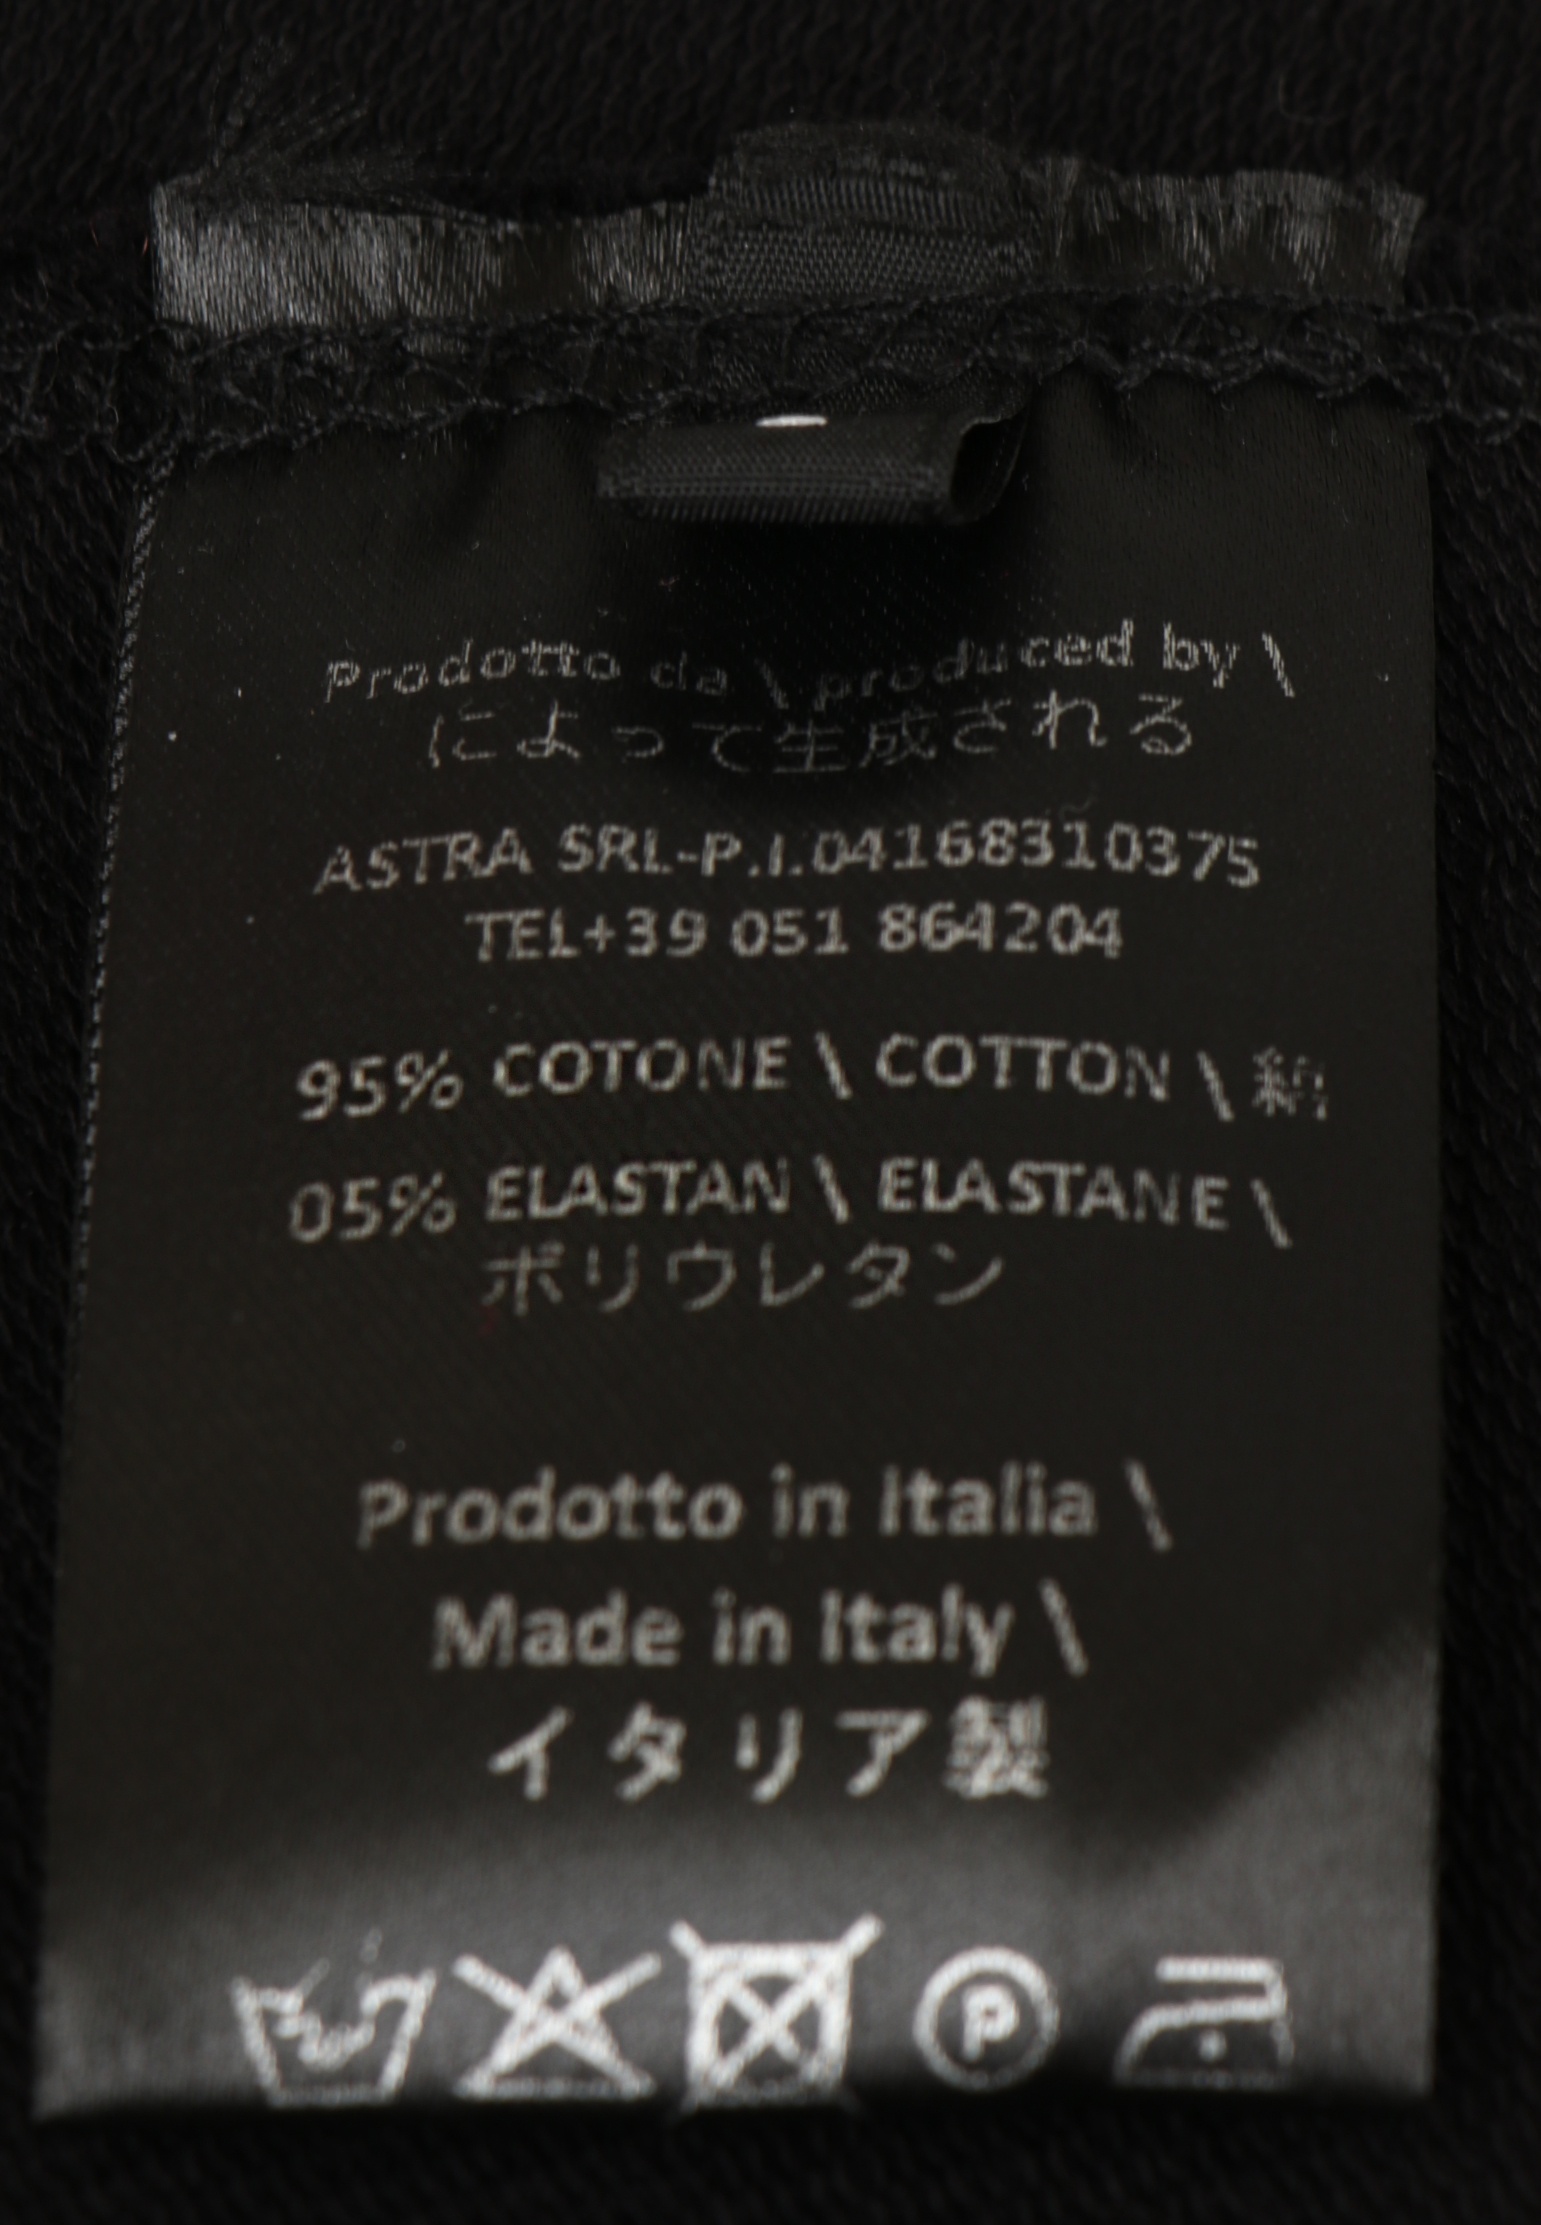 Prodotto da \ produced by \
によって生成される
ASTRA SRL-P.I.04168310375
TEL+39 051 864204
95% COTONE \ COTTON \
05% ELASTAN \ ELASTANE \
ポリウレタン
Prodotto in Italia \
Made in Italy \
イタリア製
P